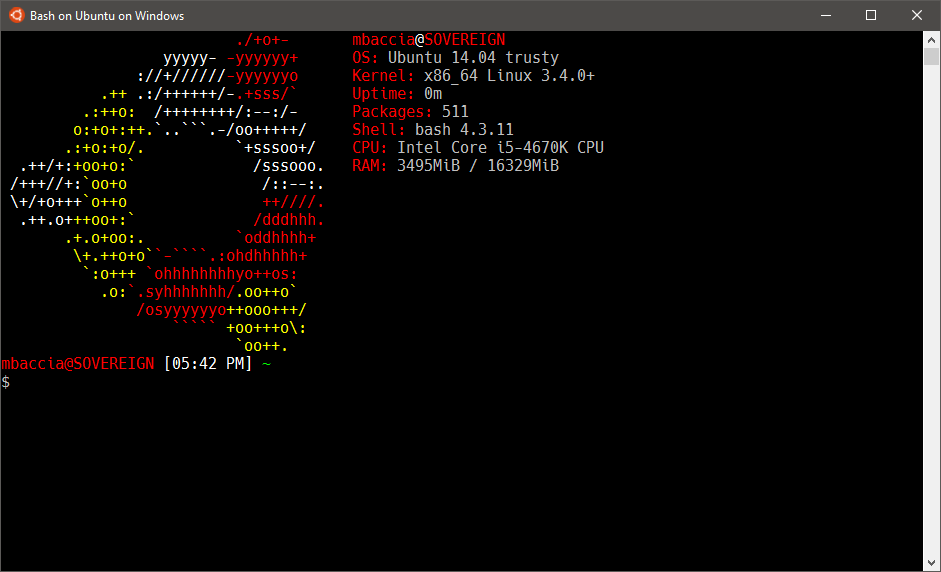 Bash on Ubuntu on Windows
                          ./+o+-       mbaccia@SOVEREIGN
                  yyyyy- -yyyyyy+      OS: Ubuntu 14.04 trusty
               ://+//////-yyyyyyo      Kernel: x86_64 Linux 3.4.0+
           .++ .:/++++++/-.+sss/`      Uptime: 0m
         .:++o:  /++++++++/:--:/-      Packages: 511
        o:+o+:++.`..```.-/oo+++++/     Shell: bash 4.3.11
       .:+o:+o/.          `+sssoo+/    CPU: Intel Core i5-4670K CPU
  .++/+:+oo+o:`             /sssooo.   RAM: 3495MiB / 16329MiB
 /+++//+:`oo+o               /::--:.
 \+/+o+++`o++o               ++////.
  .++.o+++oo+:`             /dddhhh.
       .+.o+oo:.          `oddhhhh+
        \+.++o+o``-````.:ohdhhhhh+
         `:o+++ `ohhhhhhhhyo++os:
           .o:`.syhhhhhhh/.oo++o`
               /osyyyyyyo++ooo+++/
                   ````` +oo+++o\:
                          `oo++.
mbaccia@SOVEREIGN [05:42 PM] ~
$